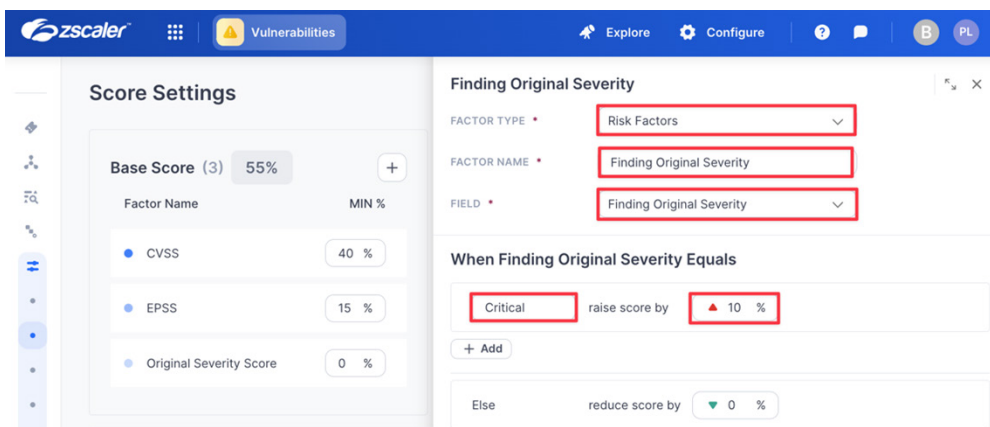 zscaler™
Vulnerabilities
Explore
Configure
?
B
PL
Score Settings
Base Score (3) 55% +
Factor Name MIN %
CVSS 40 %
EPSS 15 %
Original Severity Score 0 %
Finding Original Severity
FACTOR TYPE • Risk Factors
FACTOR NAME • Finding Original Severity
FIELD • Finding Original Severity
When Finding Original Severity Equals
Critical raise score by 10 %
+ Add
Else reduce score by 0 %